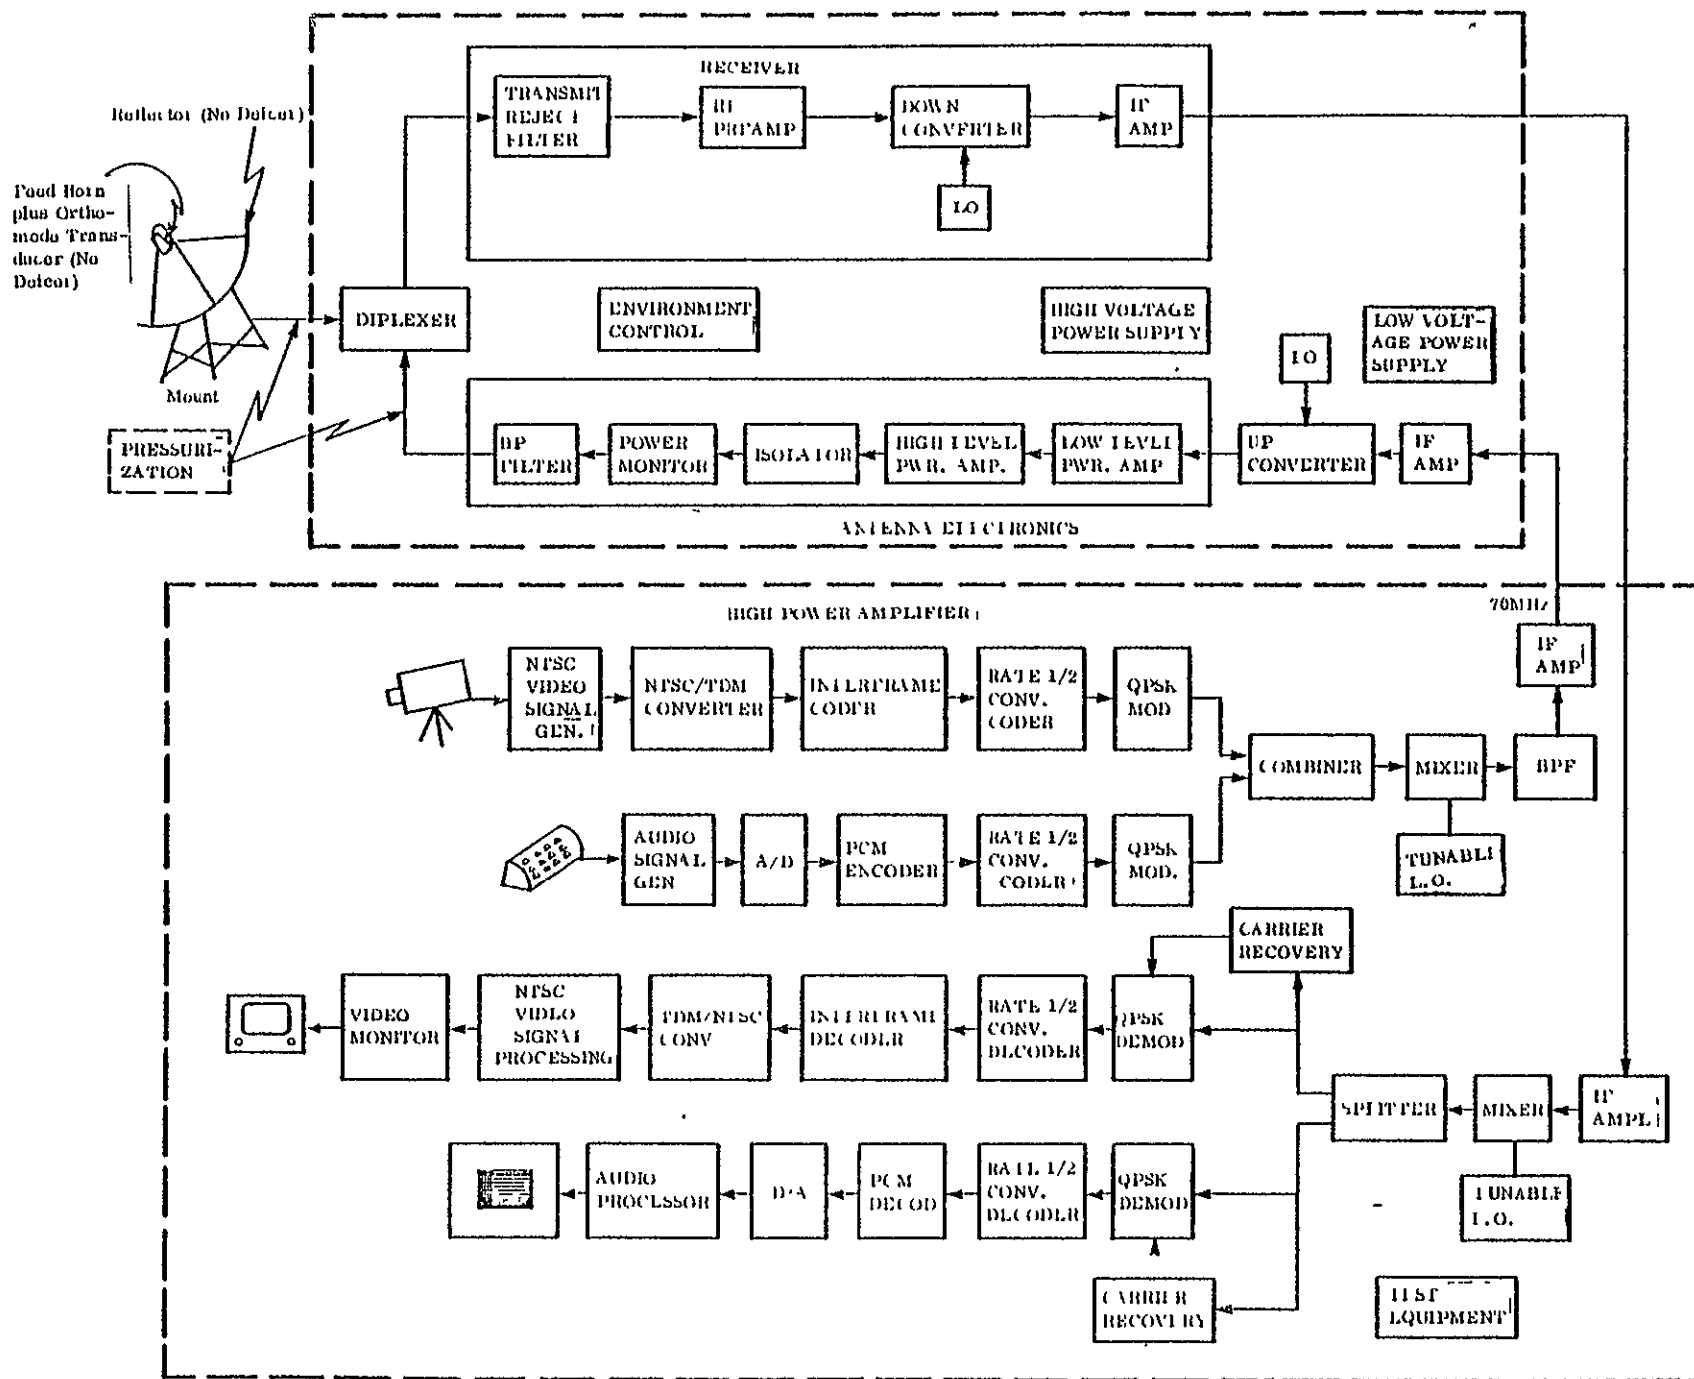 Reflector (No Deicer)
Feed Horn
plus Ortho-
mode Trans-
ducer (No
Deicer)
Mount
PRESSURI-
ZATION
RECEIVER
TRANSMIT
REJECT
FILTER
RF
PREAMP
DOWN
CONVERTER
IF
AMP
LO
DIPLEXER
ENVIRONMENT
CONTROL
HIGH VOLTAGE
POWER SUPPLY
LOW VOLT-
AGE POWER
SUPPLY
LO
BP
FILTER
POWER
MONITOR
ISOLATOR
HIGH LEVEL
PWR. AMP.
LOW LEVEL
PWR. AMP
UP
CONVERTER
IF
AMP
ANTENNA ELECTRONICS
HIGH POWER AMPLIFIER
70MHz
IF
AMP
NTSC
VIDEO
SIGNAL
GEN.
NTSC/TDM
CONVERTER
INTERFRAME
CODER
RATE 1/2
CONV.
CODER
QPSK
MOD
COMBINER
MIXER
BPF
AUDIO
SIGNAL
GEN
A/D
PCM
ENCODER
RATE 1/2
CONV.
CODER
QPSK
MOD.
TUNABLE
L.O.
CARRIER
RECOVERY
VIDEO
MONITOR
NTSC
VIDEO
SIGNAL
PROCESSING
TDM/NTSC
CONV
INTERFRAME
DECODER
RATE 1/2
CONV.
DECODER
QPSK
DEMOD
SPLITTER
MIXER
IF
AMPL
AUDIO
PROCESSOR
D/A
PCM
DECOD
RATE 1/2
CONV.
DECODER
QPSK
DEMOD
TUNABLE
L.O.
CARRIER
RECOVERY
TEST
EQUIPMENT